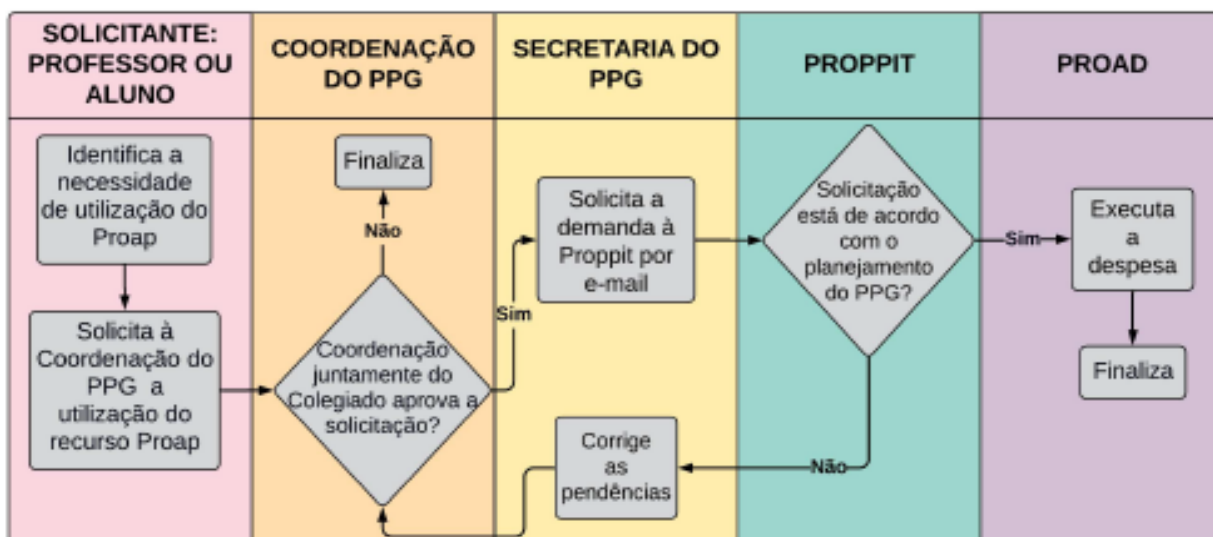 SOLICITANTE:
PROFESSOR OU
ALUNO
COORDENAÇÃO
DO PPG
SECRETARIA DO
PPG
PROPPIT
PROAD
Identifica a
necessidade
de utilização do
Proap
Solicita à
Coordenação do
PPG a
utilização do
recurso Proap
Finaliza
Não
Coordenação
juntamente do
Colegiado aprova a
solicitação?
Sim
Solicita a
demanda à
Proppit por
e-mail
Corrige
as
pendências
Solicitação
está de acordo
com o
planejamento
do PPG?
Não
Sim
Executa
a
despesa
Finaliza